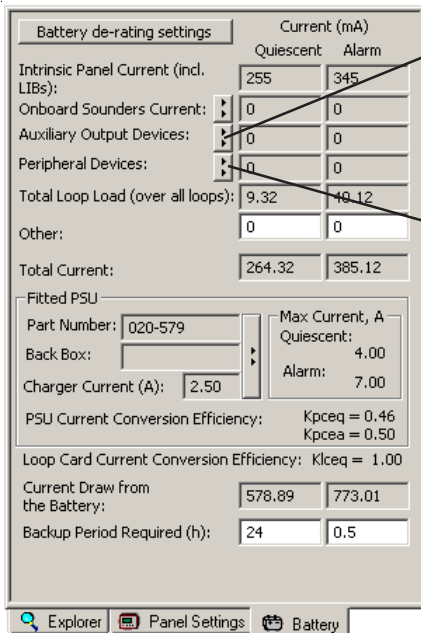 Battery de-rating settings
Current (mA)
Quiescent Alarm
Intrinsic Panel Current (incl. LIBs): 255 345
Onboard Sounders Current: 0 0
Auxiliary Output Devices: 0 0
Peripheral Devices: 0 0
Total Loop Load (over all loops): 9.32 40.12
Other: 0 0
Total Current: 264.32 385.12
Fitted PSU
Part Number: 020-579
Back Box:
Charger Current (A): 2.50
Max Current, A
Quiescent:
4.00
Alarm:
7.00
PSU Current Conversion Efficiency: Kpceq = 0.46
Kpcea = 0.50
Loop Card Current Conversion Efficiency: Klceq = 1.00
Current Draw from
the Battery: 578.89 773.01
Backup Period Required (h): 24 0.5
Explorer Panel Settings Battery